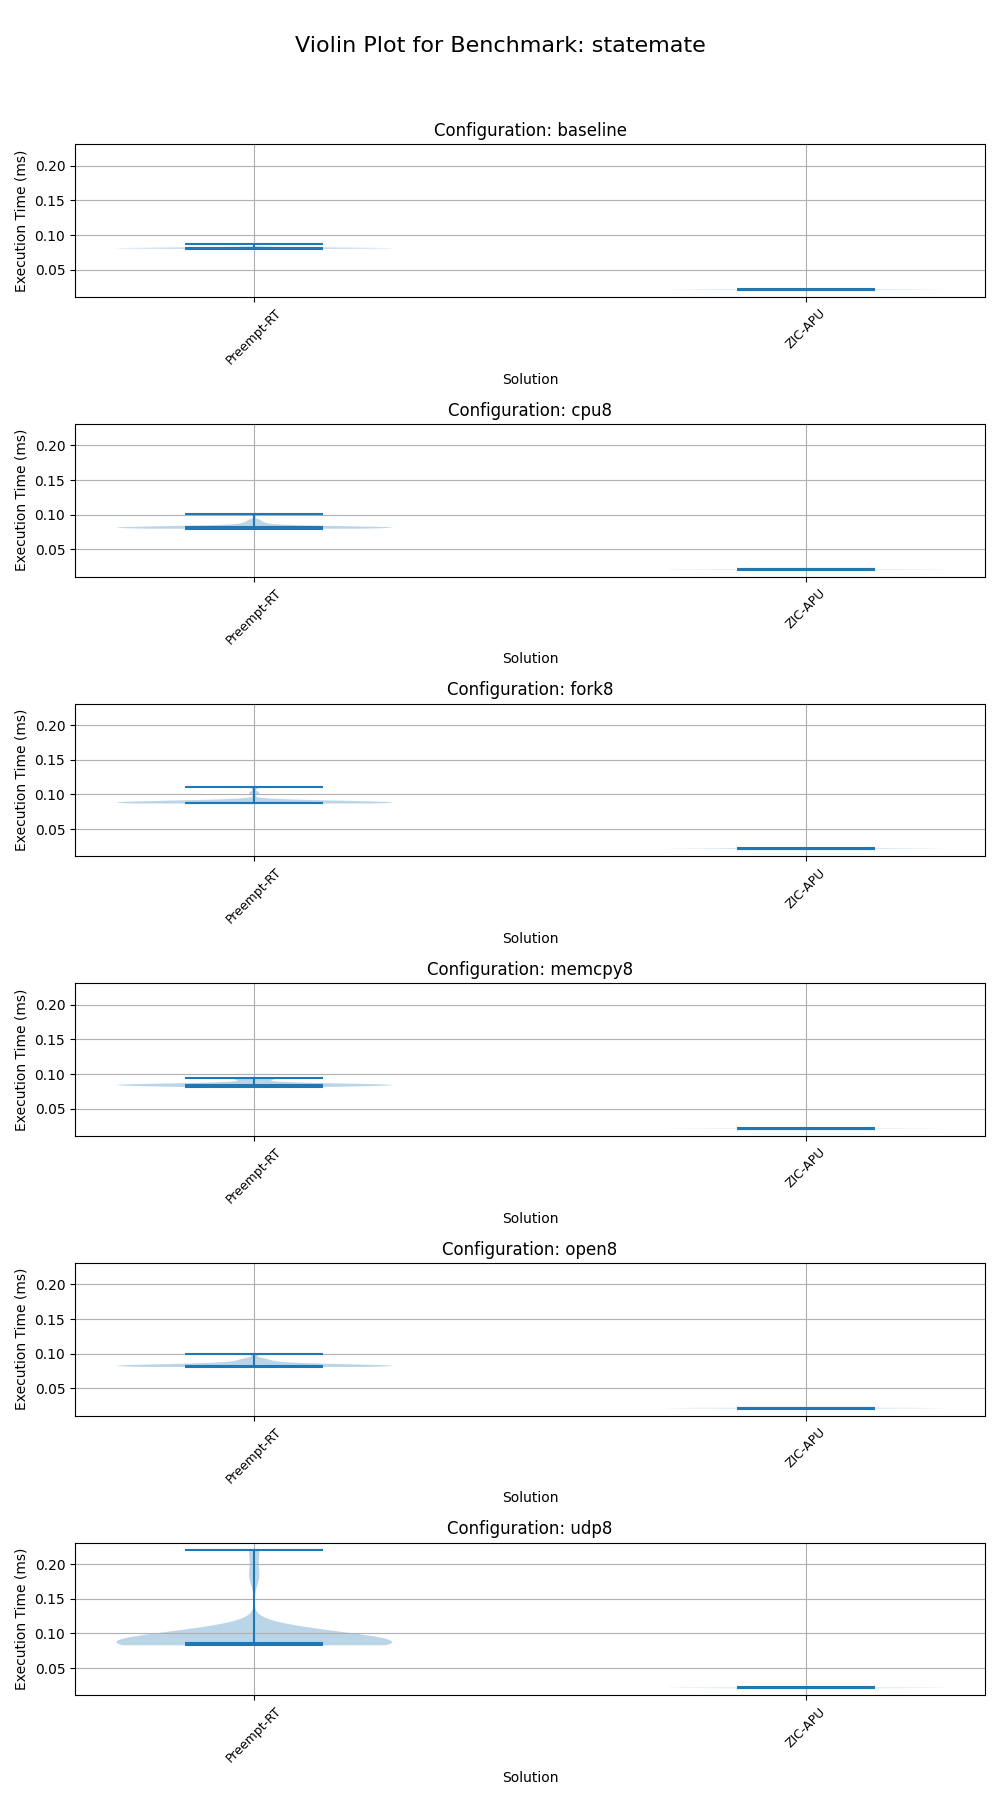 Violin Plot for Benchmark: statemate
Configuration: baseline
Execution Time (ms)
0.20
0.15
0.10
0.05
Preempt-RT
ZIC-APU
Solution
Configuration: cpu8
Execution Time (ms)
0.20
0.15
0.10
0.05
Preempt-RT
ZIC-APU
Solution
Configuration: fork8
Execution Time (ms)
0.20
0.15
0.10
0.05
Preempt-RT
ZIC-APU
Solution
Configuration: memcpy8
Execution Time (ms)
0.20
0.15
0.10
0.05
Preempt-RT
ZIC-APU
Solution
Configuration: open8
Execution Time (ms)
0.20
0.15
0.10
0.05
Preempt-RT
ZIC-APU
Solution
Configuration: udp8
Execution Time (ms)
0.20
0.15
0.10
0.05
Preempt-RT
ZIC-APU
Solution